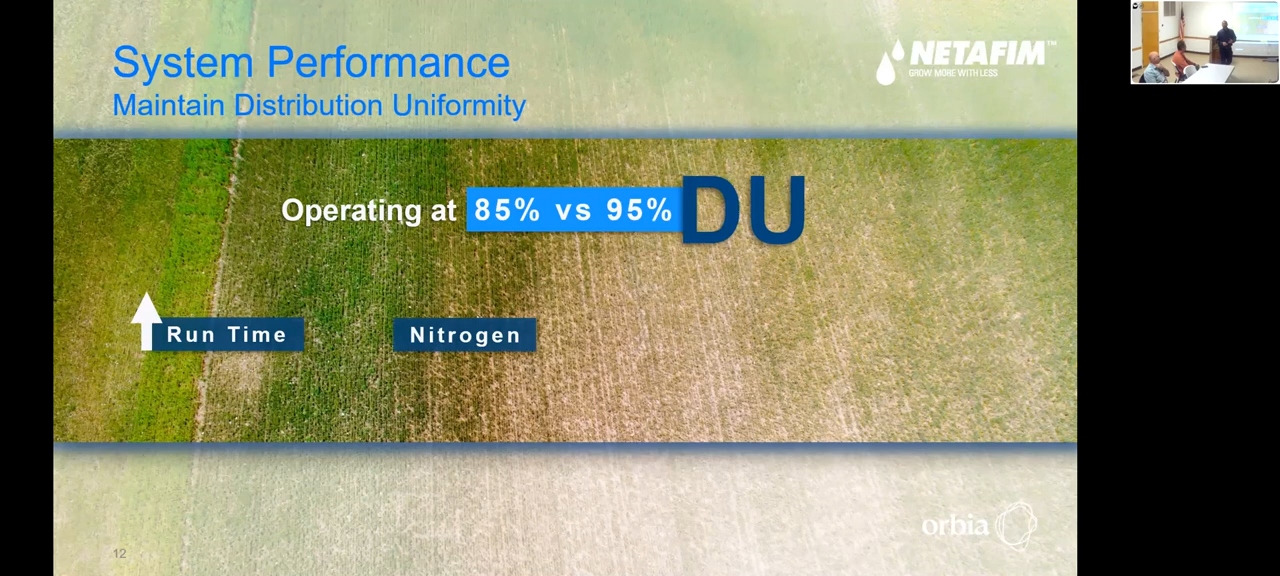 System Performance
Maintain Distribution Uniformity
NETAFIM™
GROW MORE WITH LESS
Operating at 85% vs 95% DU
Run Time
Nitrogen
orbia
12